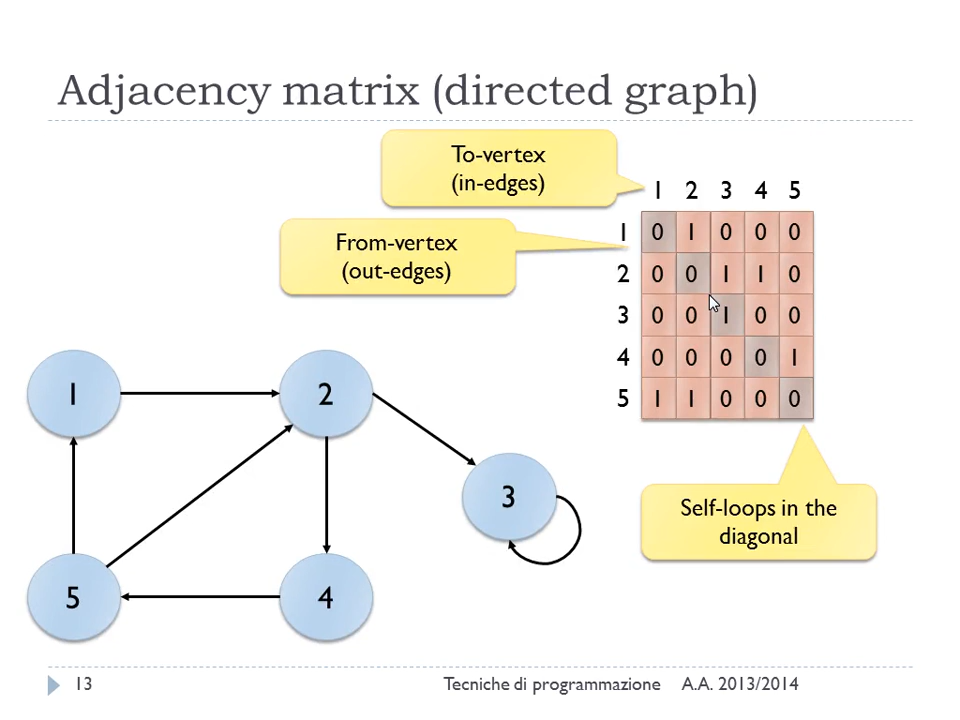 Adjacency matrix (directed graph)
To-vertex
(in-edges)
From-vertex
(out-edges)
1 2 3 4 5
1 0 1 0 0 0
2 0 0 1 1 0
3 0 0 1 0 0
4 0 0 0 0 1
5 1 1 0 0 0
1
2
3
5
4
Self-loops in the
diagonal
13
Tecniche di programmazione A.A. 2013/2014